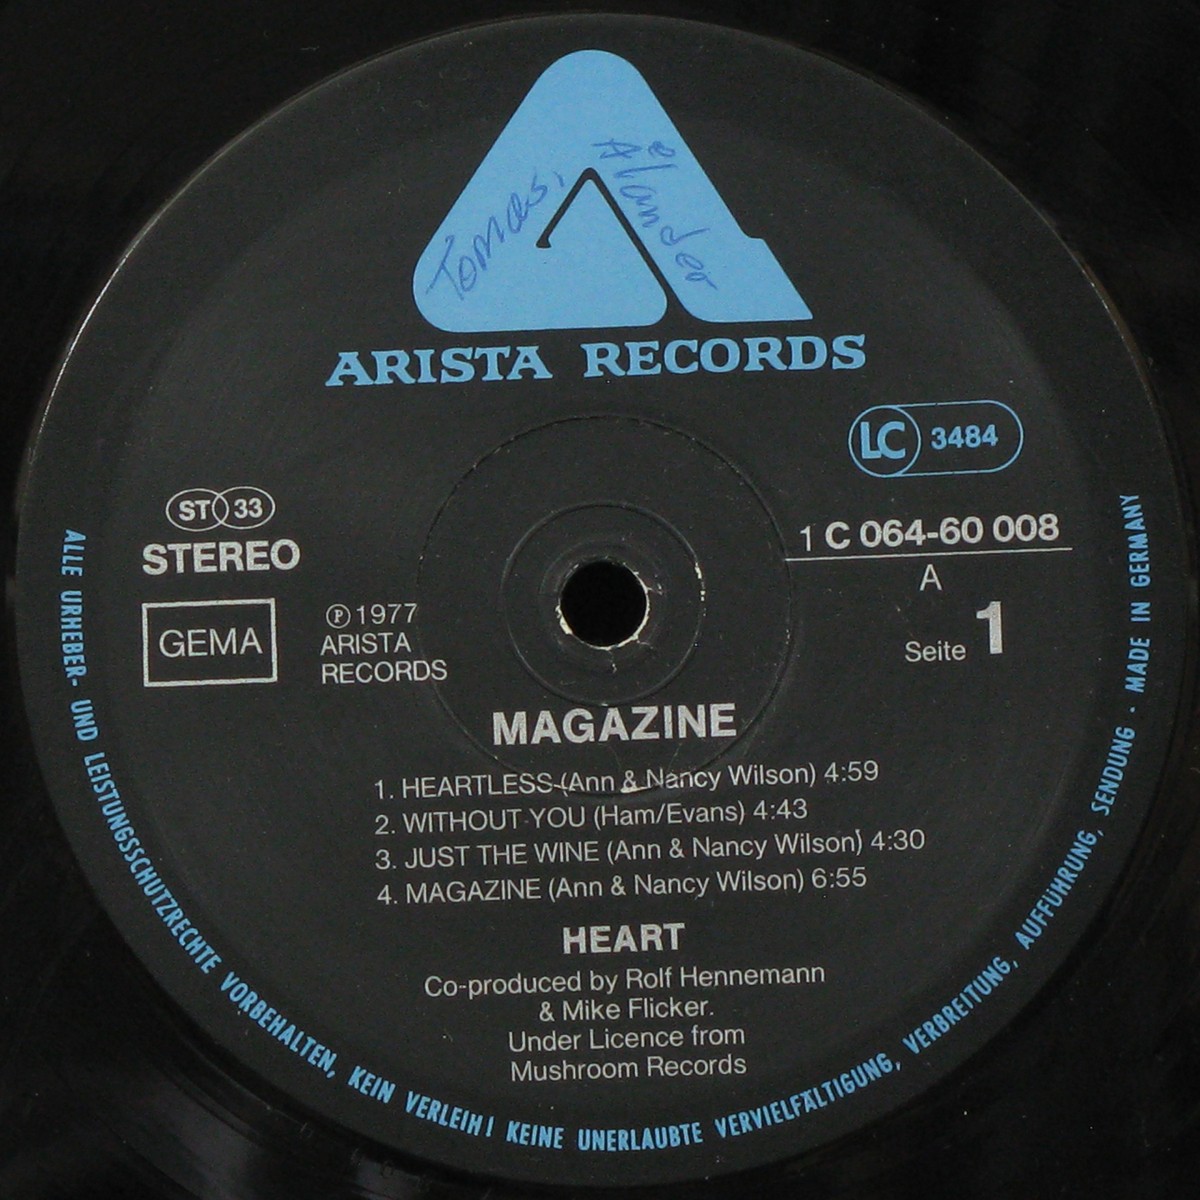 Tomas,
Ålander
ARISTA RECORDS
LC 3484
ST 33
STEREO
GEMA
℗ 1977
ARISTA
RECORDS
1 C 064-60 008
A
Seite 1
MAGAZINE
1. HEARTLESS (Ann & Nancy Wilson) 4:59
2. WITHOUT YOU (Ham/Evans) 4:43
3. JUST THE WINE (Ann & Nancy Wilson) 4:30
4. MAGAZINE (Ann & Nancy Wilson) 6:55
HEART
Co-produced by Rolf Hennemann
& Mike Flicker.
Under Licence from
Mushroom Records
ALLE URHEBER- UND LEISTUNGSSCHUTZRECHTE VORBEHALTEN, KEIN VERLEIH! KEINE UNERLAUBTE VERVIELFÄLTIGUNG, VERBREITUNG, AUFFÜHRUNG, SENDUNG · MADE IN GERMANY